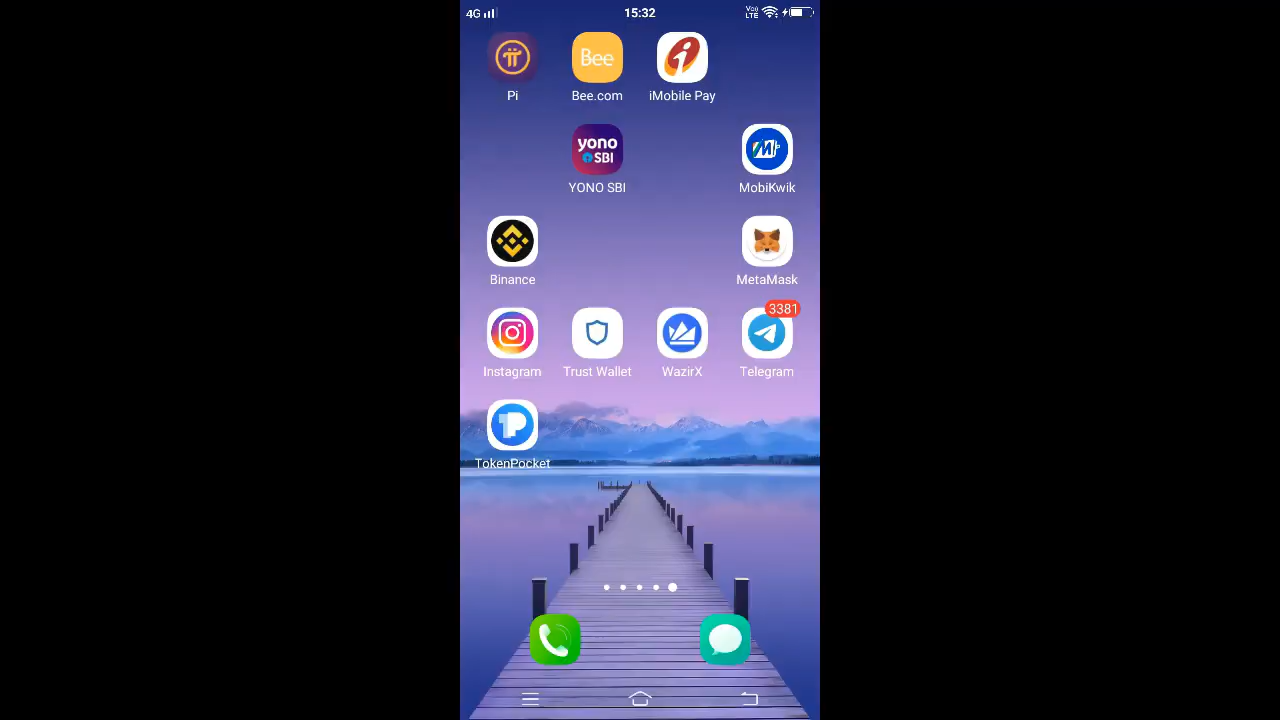 4G 15:32 Voi) LTE
Pi Bee.com iMobile Pay
Bee
yono
SBI
YONO SBI MobiKwik
Binance MetaMask
3381
Instagram Trust Wallet WazirX Telegram
TokenPocket